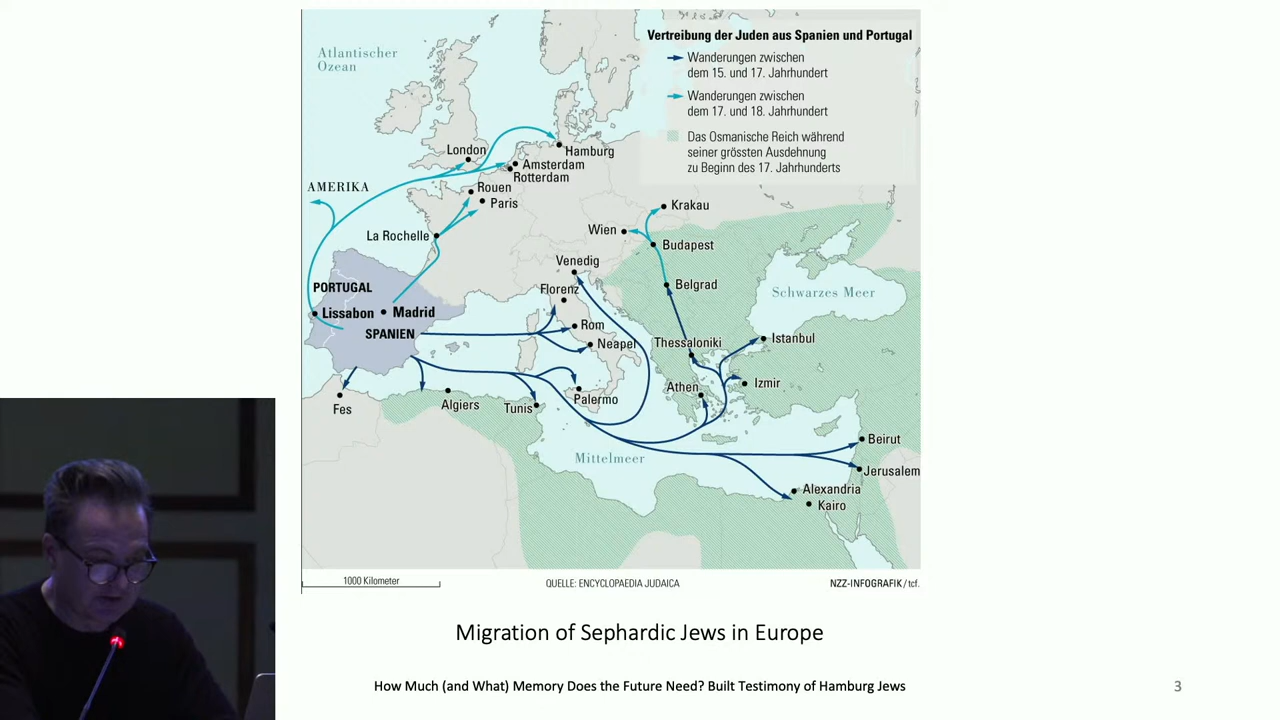 Vertreibung der Juden aus Spanien und Portugal
Wanderungen zwischen
dem 15. und 17. Jahrhundert
Wanderungen zwischen
dem 17. und 18. Jahrhundert
Das Osmanische Reich während
seiner grössten Ausdehnung
zu Beginn des 17. Jahrhunderts
Atlantischer
Ozean
London
Hamburg
Amsterdam
Rotterdam
AMERIKA
Rouen
Paris
Krakau
La Rochelle
Wien
Budapest
Venedig
PORTUGAL
Florenz
Belgrad
Schwarzes Meer
Lissabon
Madrid
SPANIEN
Rom
Neapel
Thessaloniki
Istanbul
Athen
Izmir
Fes
Algiers
Tunis
Palermo
Mittelmeer
Beirut
Jerusalem
Alexandria
Kairo
1000 Kilometer
QUELLE: ENCYCLOPAEDIA JUDAICA
NZZ-INFOGRAFIK/tcf.
Migration of Sephardic Jews in Europe
How Much (and What) Memory Does the Future Need? Built Testimony of Hamburg Jews
3